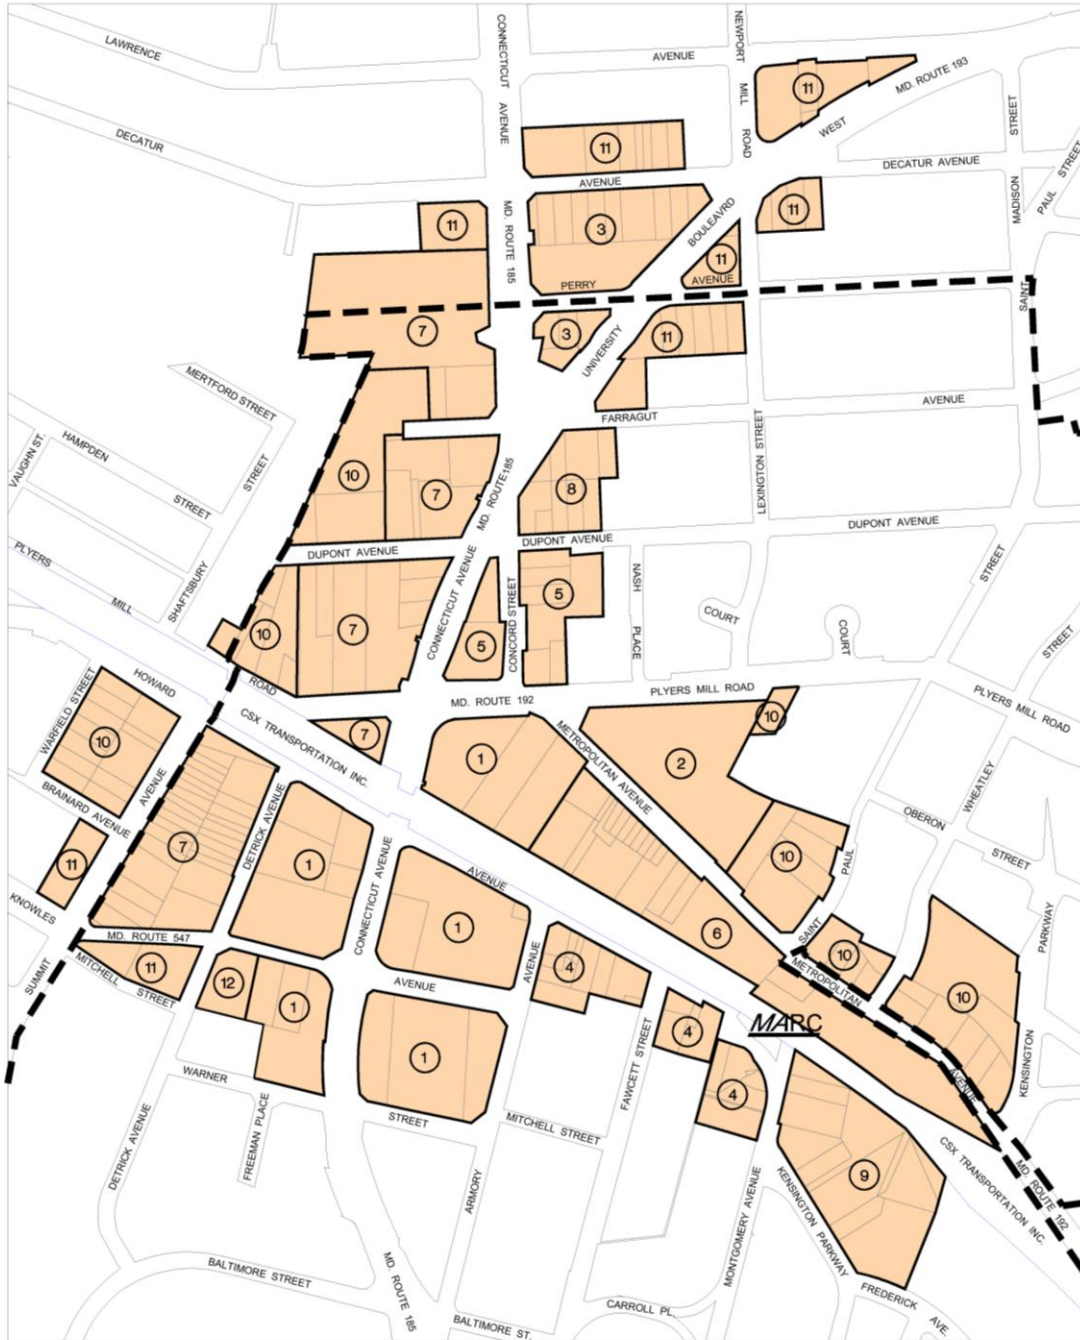 LAWRENCE
AVENUE
CONNECTICUT AVENUE
NEWPORT MILL ROAD
MD. ROUTE 193
11
WEST
DECATUR
11
STREET
MADISON
PAUL STREET
DECATUR AVENUE
AVENUE
11
3
MD. ROUTE 185
BOULEAVRD
11
11
AVENUE
PERRY
SAINT
7
3
UNIVERSITY
11
MERTFORD STREET
FARRAGUT
AVENUE
VAUGHN ST.
HAMPDEN
STREET
STREET
10
7
MD. ROUTE185
8
LEXINGTON STREET
DUPONT AVENUE
DUPONT AVENUE
DUPONT AVENUE
PLYERS
MILL
SHAFTSBURY
CONNECTICUT AVENUE
CONCORD STREET
NASH
PLACE
STREET
10
7
5
5
COURT
COURT
STREET
ROAD
MD. ROUTE 192
PLYERS MILL ROAD
PLYERS MILL ROAD
HOWARD
WARFIELD STREET
10
CSX TRANSPORTATION INC.
7
1
METROPOLITAN AVENUE
10
2
BRAINARD AVENUE
AVENUE
WHEATLEY
OBERON
STREET
11
7
DETRICK AVENUE
1
CONNECTICUT AVENUE
AVENUE
10
PAUL
KNOWLES
1
6
SAINT
PARKWAY
MD. ROUTE 547
11
MITCHELL STREET
SUMMIT
12
1
AVENUE
AVENUE
4
10
METROPOLITAN
10
MARC
4
1
FAWCETT STREET
4
AVENUE
KENSINGTON
WARNER
STREET
MITCHELL STREET
DETRICK AVENUE
FREEMAN PLACE
ARMORY
9
CSX TRANSPORTATION INC.
MD. ROUTE 192
MONTGOMERY AVENUE
KENSINGTON PARKWAY
BALTIMORE STREET
MD. ROUTE 185
BALTIMORE ST.
CARROLL PL.
FREDERICK AVE